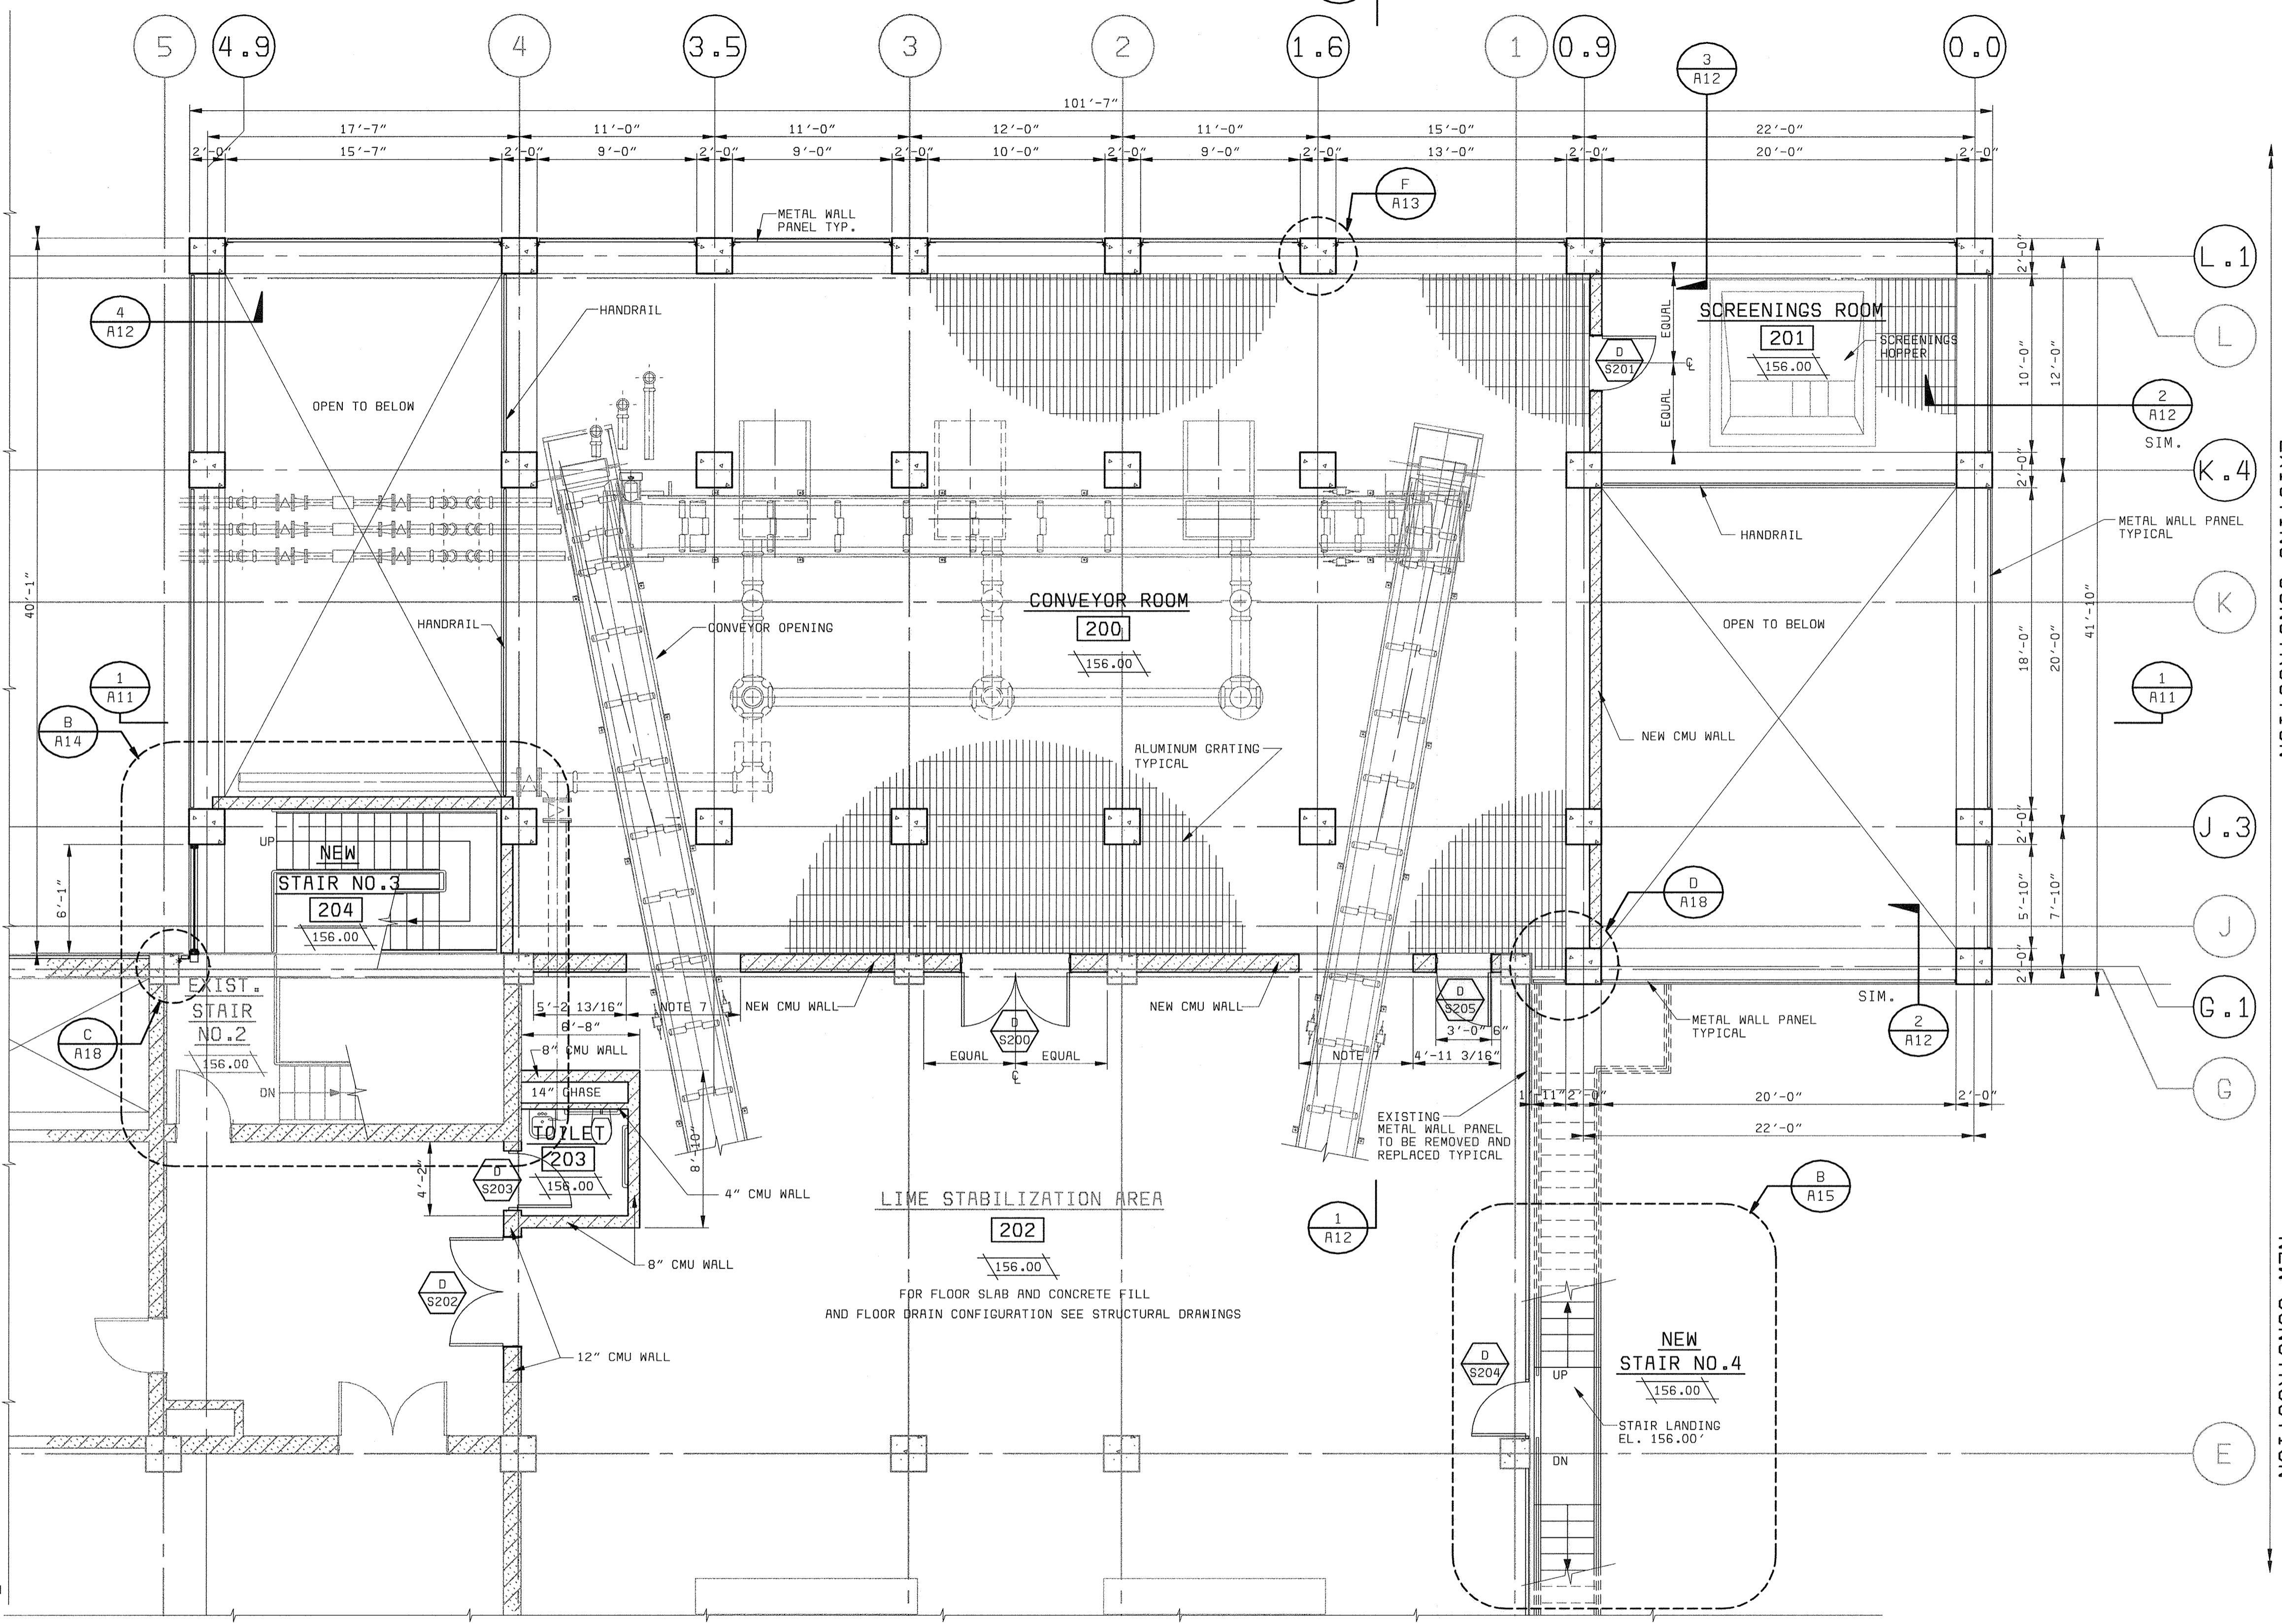 5
4.9
4
3.5
3
2
1.6
1
0.9
0.0
3
A12
101'-7"
17'-7"
11'-0"
11'-0"
12'-0"
11'-0"
15'-0"
22'-0"
2'-0"
15'-7"
2'-0"
9'-0"
2'-0"
9'-0"
2'-0"
10'-0"
2'-0"
9'-0"
2'-0"
13'-0"
2'-0"
20'-0"
2'-0"
F
A13
METAL WALL
PANEL TYP.
L.1
2'-0"
4
A12
HANDRAIL
EQUAL
SCREENINGS ROOM
201
156.00
SCREENINGS
HOPPER
L
D
S201
℄
10'-0"
12'-0"
OPEN TO BELOW
EQUAL
2
A12
SIM.
K.4
2'-0"
METAL WALL PANEL
TYPICAL
HANDRAIL
40'-1"
CONVEYOR ROOM
200
156.00
K
HANDRAIL
CONVEYOR OPENING
OPEN TO BELOW
18'-0"
20'-0"
41'-10"
1
A11
1
A11
B
A14
NEW CMU WALL
ALUMINUM GRATING
TYPICAL
J.3
2'-0"
UP
NEW
STAIR NO.3
204
156.00
6'-1"
D
A18
5'-10"
7'-10"
J
2'-0"
EXIST.
STAIR
NO.2
156.00
C
A18
5'-2 13/16"
NOTE 7
NEW CMU WALL
NEW CMU WALL
6'-8"
D
S200
D
S205
3'-0"
6"
SIM.
G.1
METAL WALL PANEL
TYPICAL
2
A12
8" CMU WALL
EQUAL
EQUAL
℄
NOTE 7
4'-11 3/16"
G
DN
14" CHASE
1'-11"
2'-0"
20'-0"
2'-0"
22'-0"
EXISTING
METAL WALL PANEL
TO BE REMOVED AND
REPLACED TYPICAL
TOILET
203
156.00
8'-10"
4'-2"
D
S203
4" CMU WALL
LIME STABILIZATION AREA
202
156.00
FOR FLOOR SLAB AND CONCRETE FILL
AND FLOOR DRAIN CONFIGURATION SEE STRUCTURAL DRAWINGS
1
A12
B
A15
8" CMU WALL
D
S202
12" CMU WALL
D
S204
NEW
STAIR NO.4
156.00
UP
STAIR LANDING
EL. 156.00'
DN
E